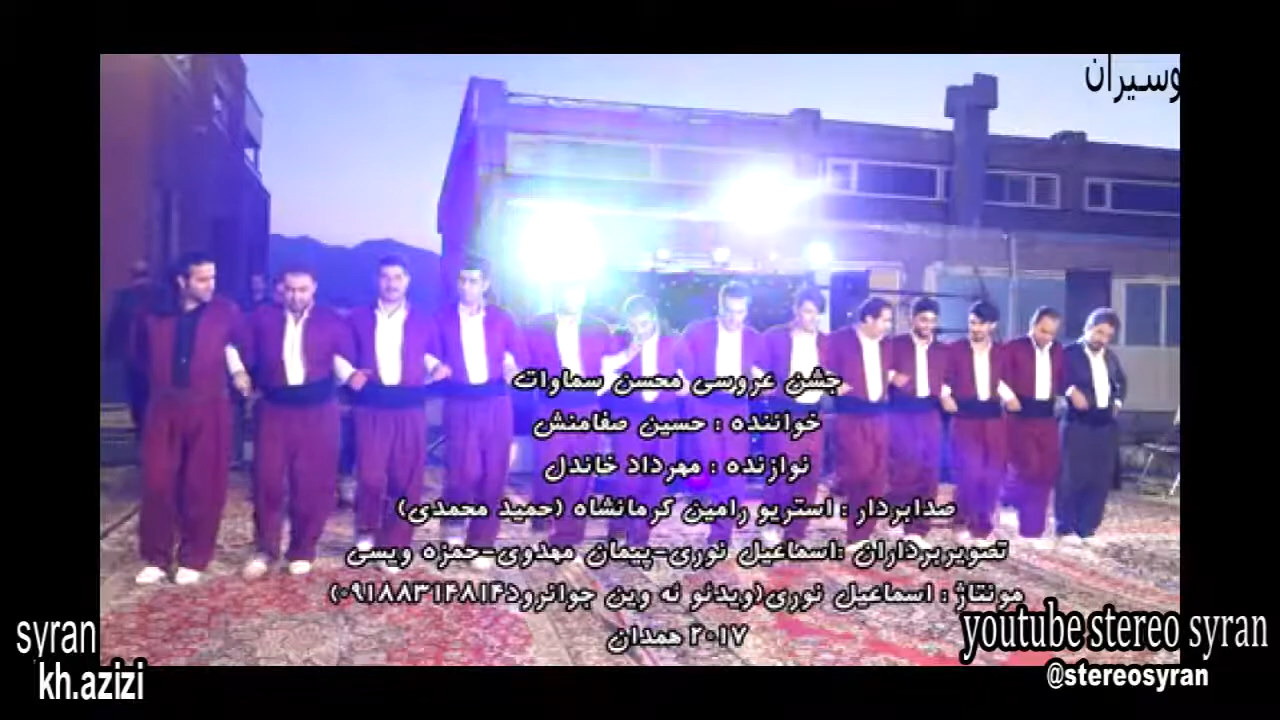 وسیران
جشن عروسی محسن سماوات
خواننده : حسین صفامنش
نوازنده : مهرداد خاندل
صدابردار : استریو رامین کرمانشاه (حمید محمدی)
تصویربرداران :اسماعیل نوری-پیمان مهدوی-حمزه ویسی
مونتاژ : اسماعیل نوری(ویدئو نه وین جوانرود۰۹۱۸۸۳۱۴۸۱۴)
۲۰۱۷ همدان
syran
kh.azizi
youtube stereo syran
@stereosyran